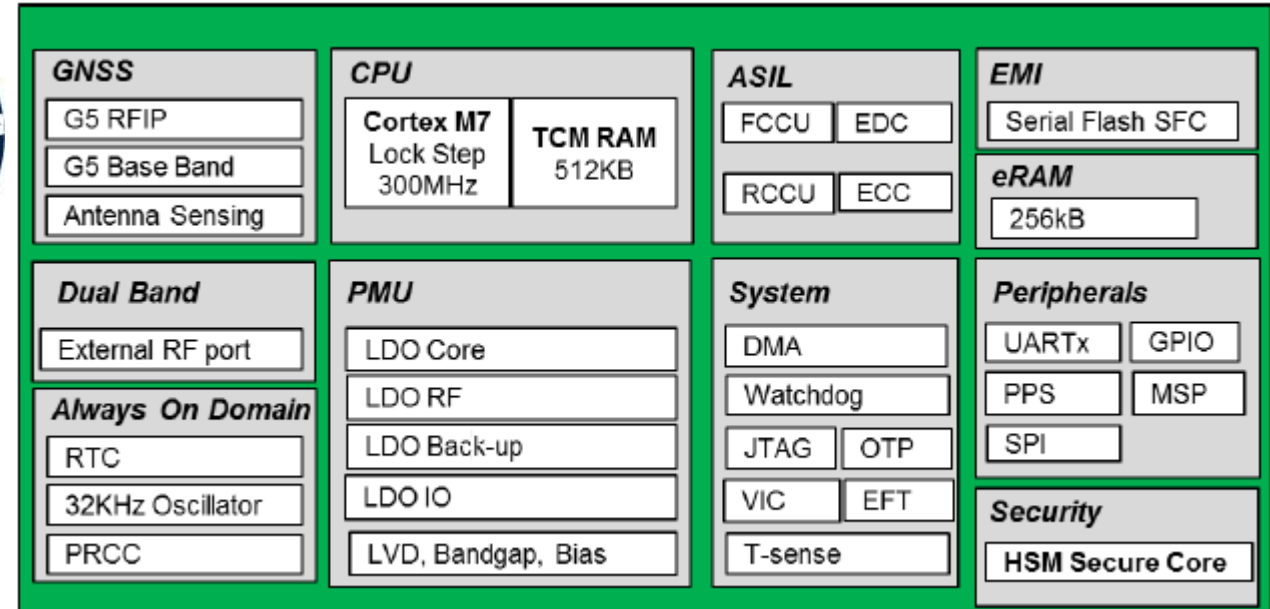 GNSS
G5 RFIP
G5 Base Band
Antenna Sensing
CPU
Cortex M7
Lock Step
300MHz
TCM RAM
512KB
ASIL
FCCU
EDC
RCCU
ECC
EMI
Serial Flash SFC
eRAM
256kB
Dual Band
External RF port
Always On Domain
RTC
32KHz Oscillator
PRCC
PMU
LDO Core
LDO RF
LDO Back-up
LDO IO
LVD, Bandgap, Bias
System
DMA
Watchdog
JTAG
OTP
VIC
EFT
T-sense
Peripherals
UARTx
GPIO
PPS
MSP
SPI
Security
HSM Secure Core